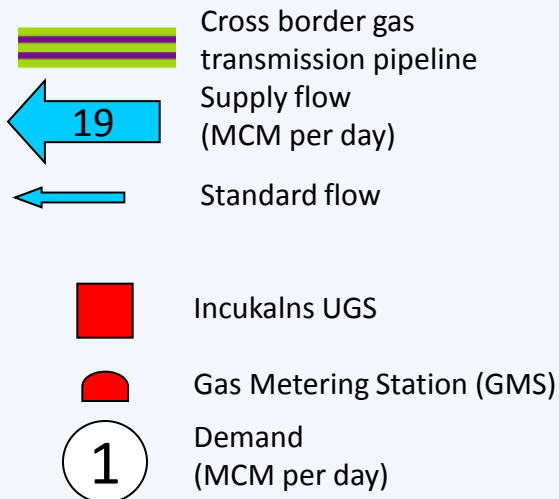 Cross border gas
transmission pipeline
19
Supply flow
(MCM per day)
Standard flow
Incukalns UGS
Gas Metering Station (GMS)
1
Demand
(MCM per day)